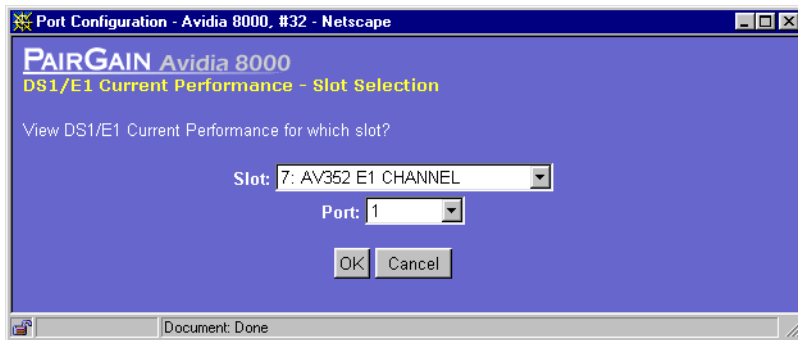 Port Configuration - Avidia 8000, #32 - Netscape
PAIRGAIN Avidia 8000
DS1/E1 Current Performance - Slot Selection
View DS1/E1 Current Performance for which slot?
Slot: 7: AV352 E1 CHANNEL
Port: 1
OK Cancel
Document: Done